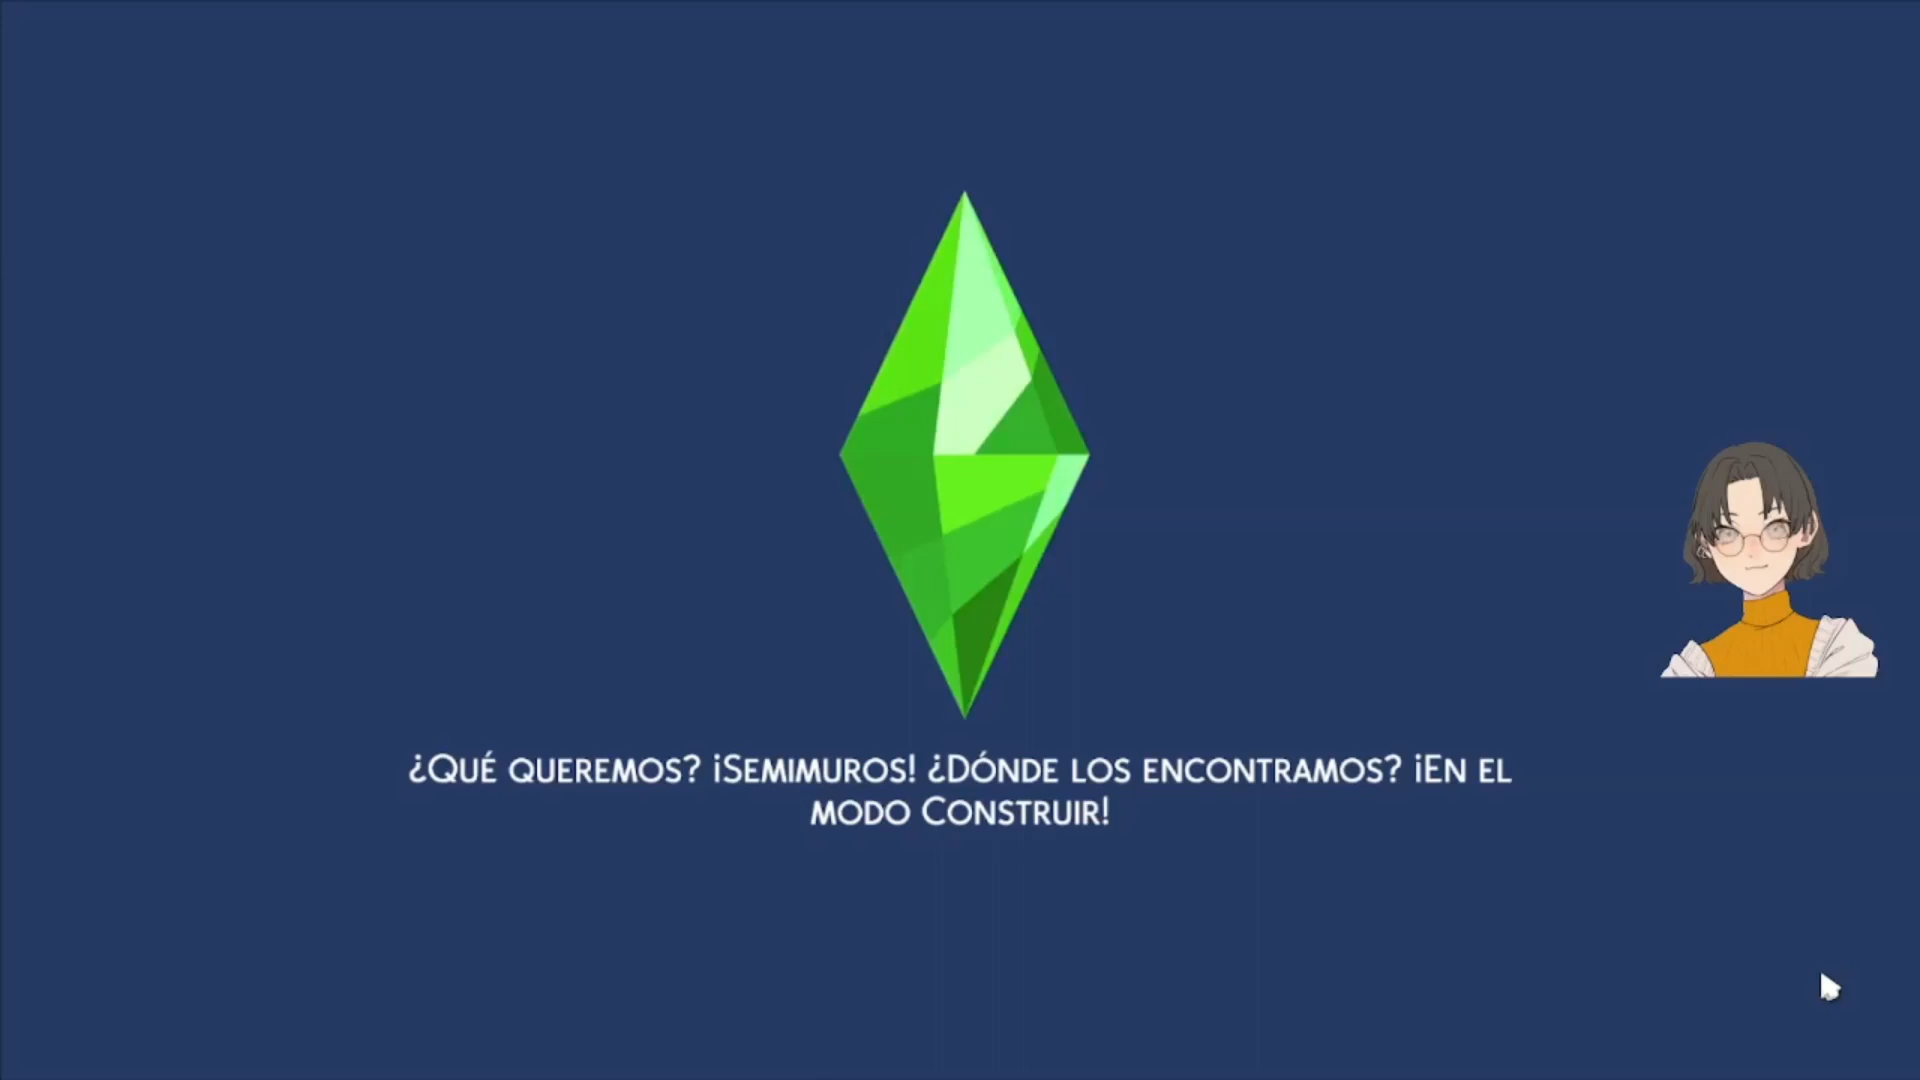 ¿Qué queremos? ¡Semimuros! ¿Dónde los encontramos? ¡En el
modo Construir!